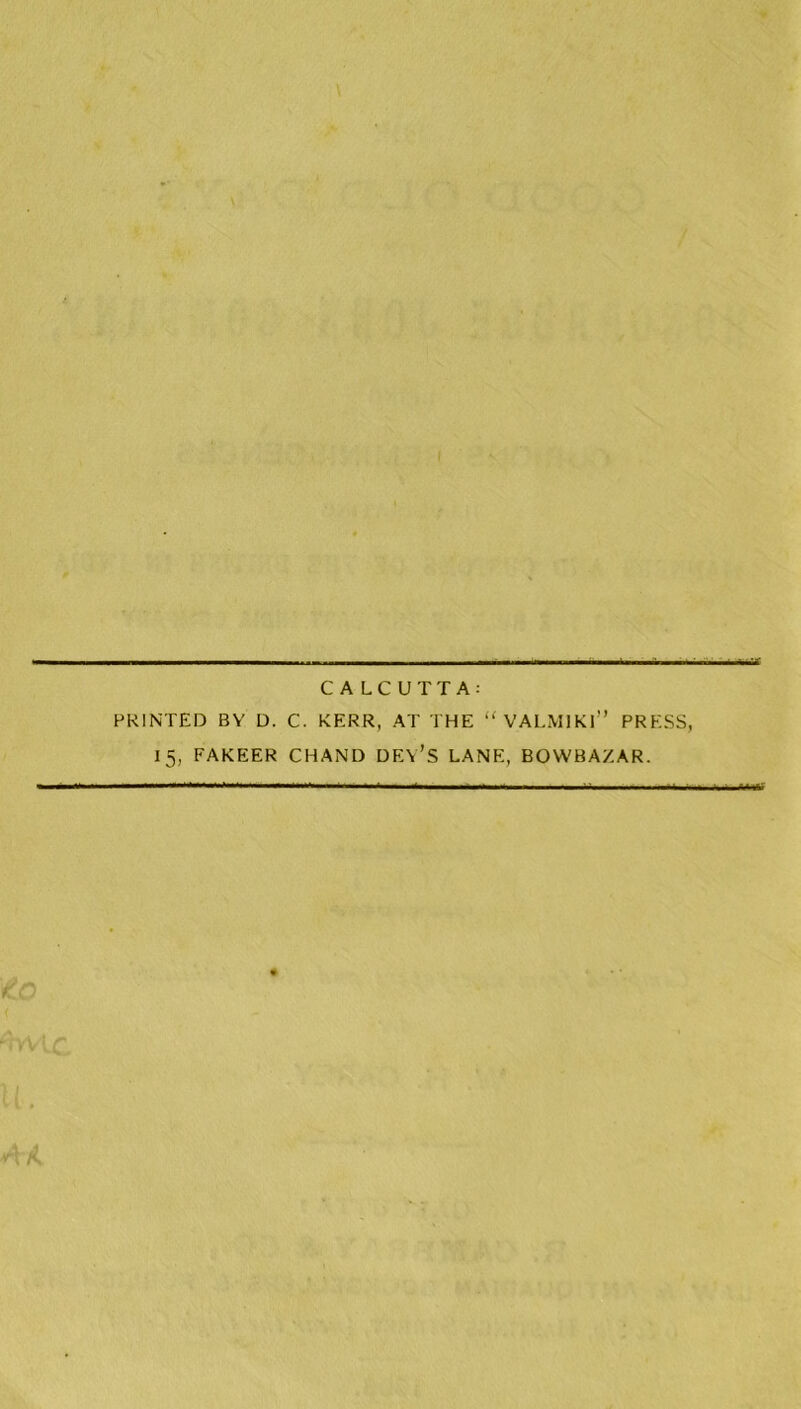 CALCUTTA:
PRINTED BY D. C. KERR, AT THE “VALMIKI” PRESS,
15, FAKEER CHAND DEY’S LANE, BOWBAZAR.